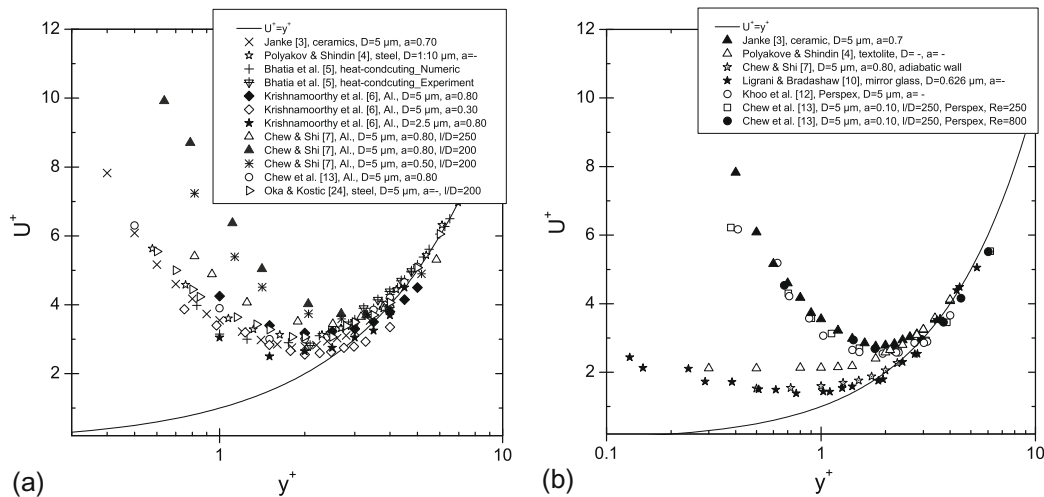 U⁺=y⁺
Janke [3], ceramics, D=5 µm, a=0.70
Polyakov & Shindin [4], steel, D=1:10 µm, a=-
Bhatia et al. [5], heat-condcuting_Numeric
Bhatia et al. [5], heat-condcuting_Experiment
Krishnamoorthy et al. [6], Al., D=5 µm, a=0.80
Krishnamoorthy et al. [6], Al., D=5 µm, a=0.30
Krishnamoorthy et al. [6], Al., D=2.5 µm, a=0.80
Chew & Shi [7], Al., D=5 µm, a=0.80, l/D=250
Chew & Shi [7], Al., D=5 µm, a=0.80, l/D=200
Chew & Shi [7], Al., D=5 µm, a=0.50, l/D=200
Chew et al. [13], Al., D=5 µm, a=0.80
Oka & Kostic [24], steel, D=5 µm, a=-, l/D=200
12
10
8
6
4
2
U⁺
1
10
y⁺
(a)
U⁺=y⁺
Janke [3], ceramic, D=5 µm, a=0.7
Polyakove & Shindin [4], textolite, D= -, a= -
Chew & Shi [7], D=5 µm, a=0.80, adiabatic wall
Ligrani & Bradashaw [10], mirror glass, D=0.626 µm, a=-
Khoo et al. [12], Perspex, D=5 µm, a= -
Chew et al. [13], D=5 µm, a=0.10, l/D=250, Perspex, Re=250
Chew et al. [13], D=5 µm, a=0.10, l/D=250, Perspex, Re=800
12
10
8
6
4
2
U⁺
0.1
1
10
y⁺
(b)